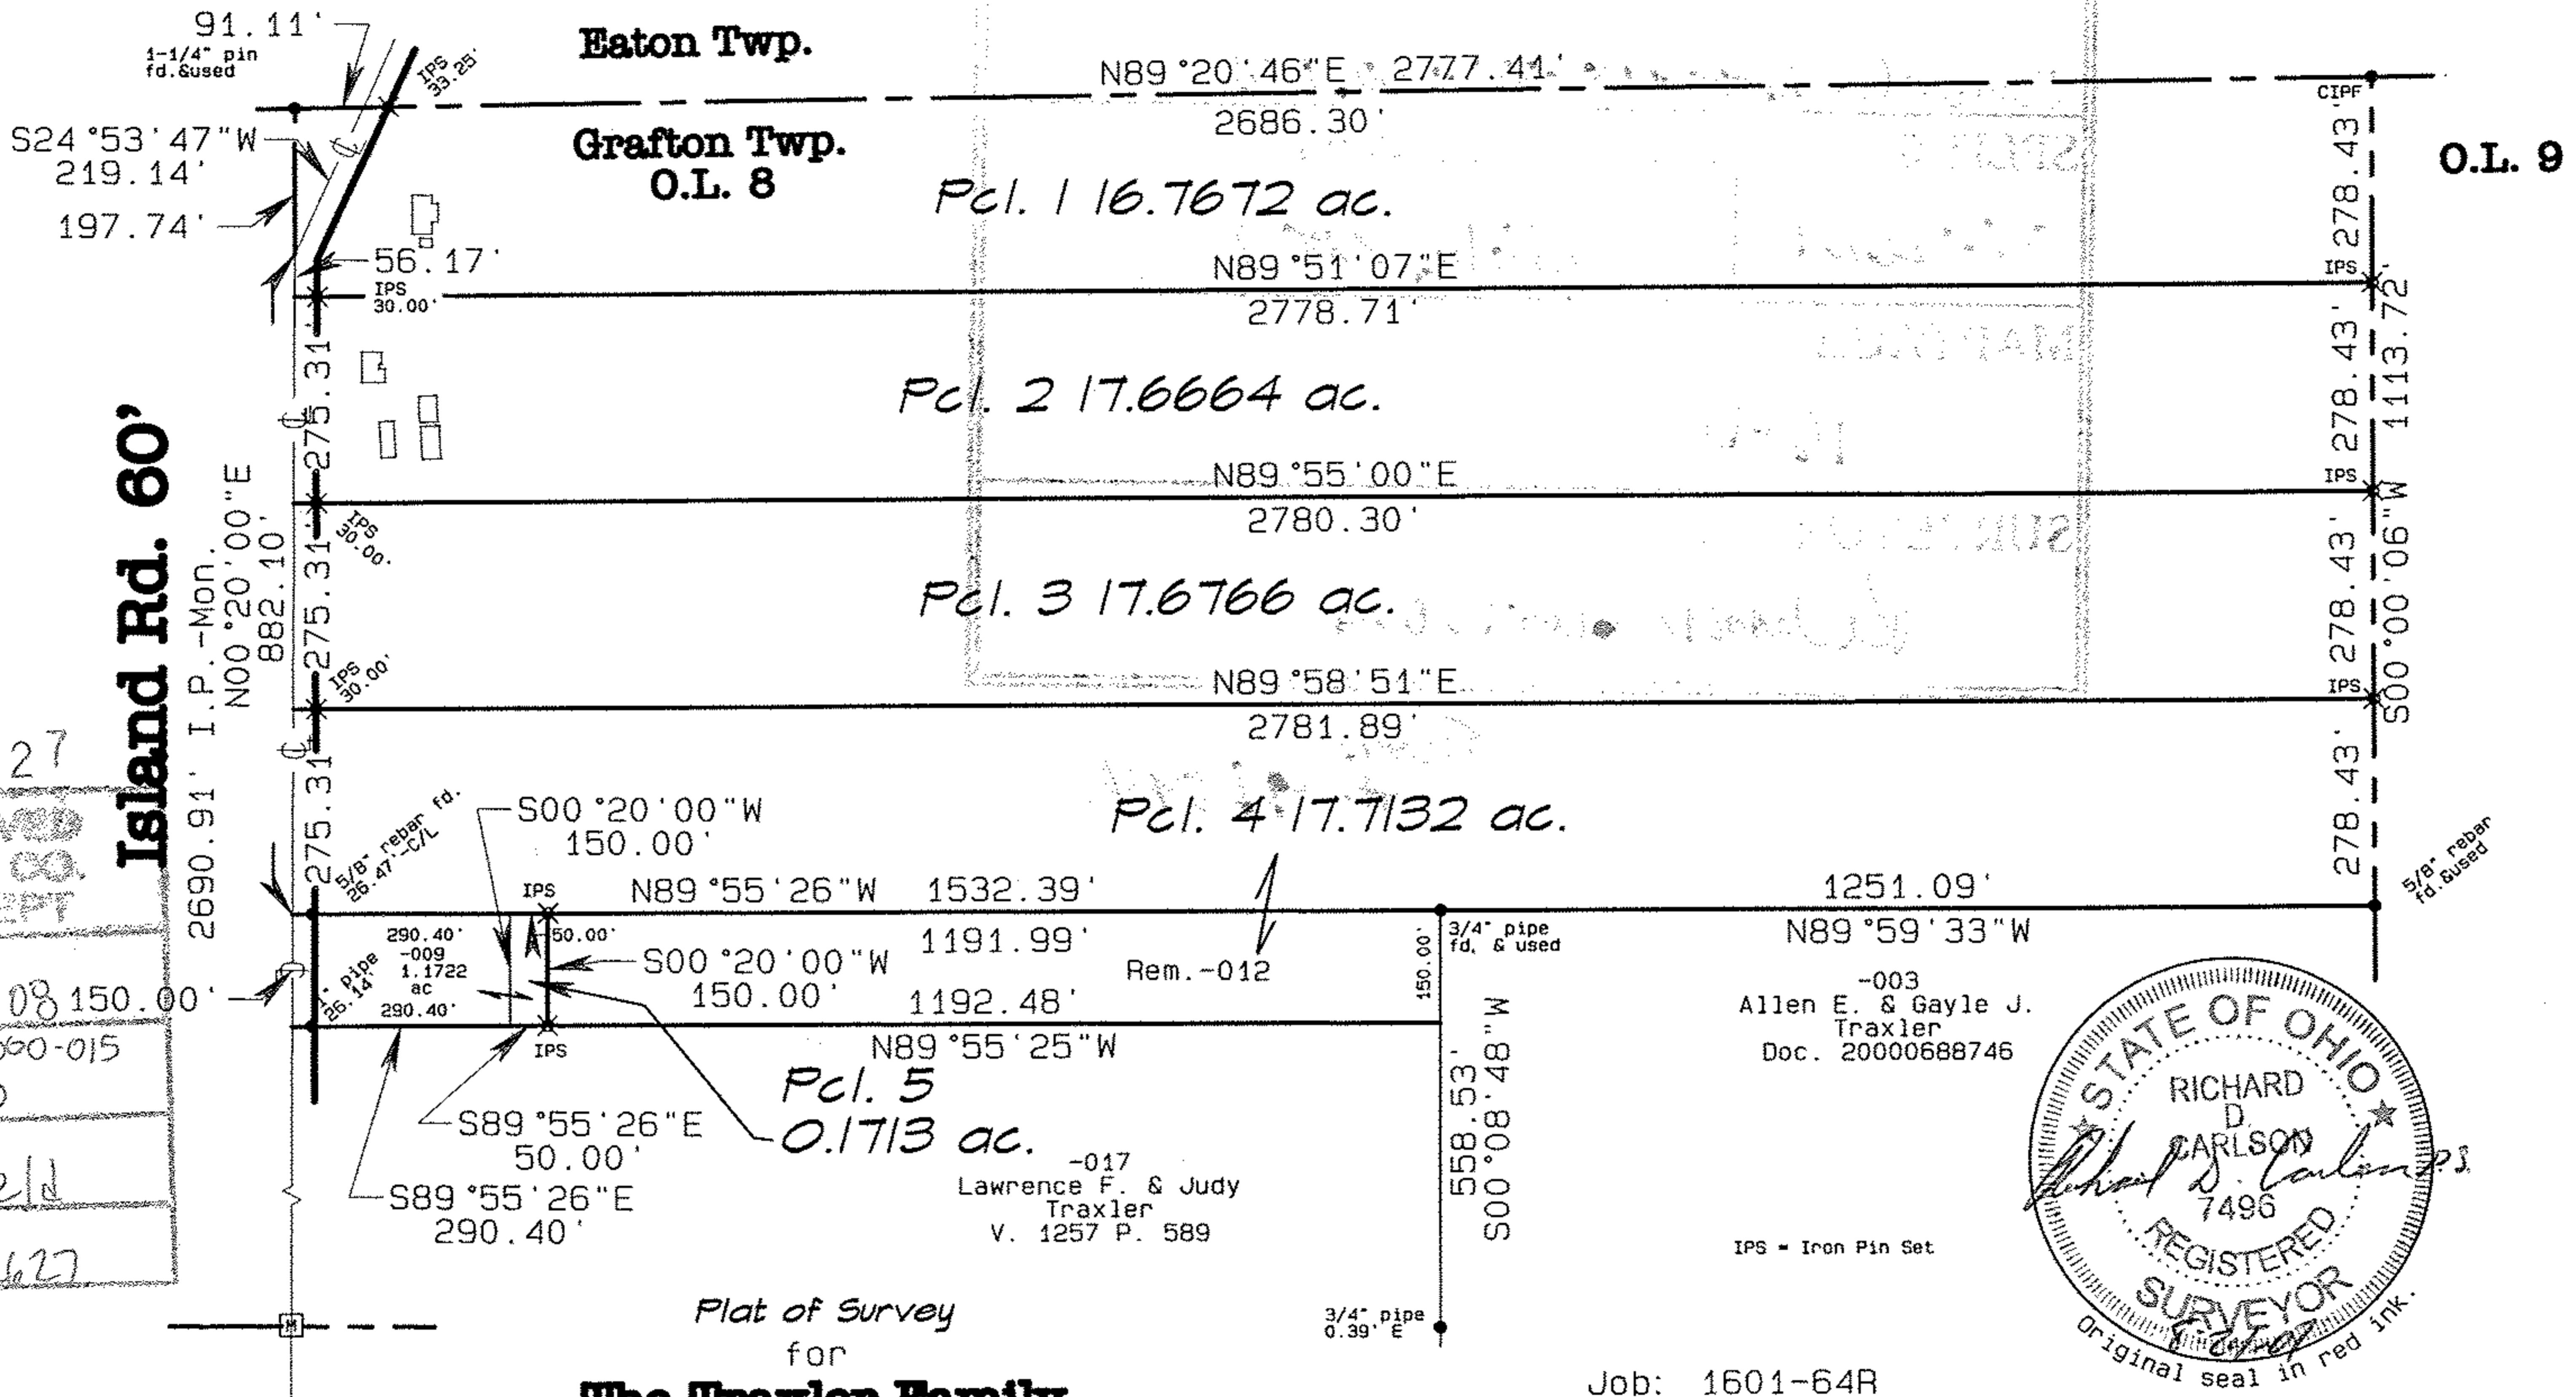 91.11'
1-1/4" pin
fd.&used
IPS
33.25'
Eaton Twp.
N89°20'46"E 2777.41'
2686.30'
CIPF
S24°53'47"W
219.14'
197.74'
Grafton Twp.
O.L. 8
O.L. 9
Pcl. 1 16.7672 ac.
278.43'
56.17'
IPS
30.00'
N89°51'07"E
2778.71'
IPS
275.31'
Pcl. 2 17.6664 ac.
278.43'
1113.72'
S00°00'06"W
Island Rd. 60'
2690.91' I.P.-Mon.
N00°20'00"E
882.10'
N89°55'00"E
2780.30'
IPS
IPS
30.00'
275.31'
Pcl. 3 17.6766 ac.
278.43'
IPS
30.00'
N89°58'51"E
2781.89'
IPS
27
275.31'
5/8" rebar fd.
26.47'-C/L
S00°20'00"W
150.00'
Pcl. 4 17.7132 ac.
278.43'
5/8" rebar
fd.&used
IPS
N89°55'26"W 1532.39'
1251.09'
N89°59'33"W
290.40'
-009
1.1722
ac
290.40'
50.00'
1191.99'
S00°20'00"W
150.00'
1192.48'
N89°55'25"W
Rem.-012
150.00'
3/4" pipe
fd. & used
1" pipe
26.14'
08
150.00'
IPS
-003
Allen E. & Gayle J.
Traxler
Doc. 20000688746
Pcl. 5
0.1713 ac.
S89°55'26"E
50.00'
S89°55'26"E
290.40'
-017
Lawrence F. & Judy
Traxler
V. 1257 P. 589
558.53'
S00°08'48"W
3/4" pipe
0.39' E
IPS = Iron Pin Set
STATE OF OHIO
RICHARD
D.
CARLSON
Richard D. Carlson P.S.
7496
REGISTERED
SURVEYOR
Original seal in red ink.
M
Plat of Survey
for
The Traxler Family
Job: 1601-64R